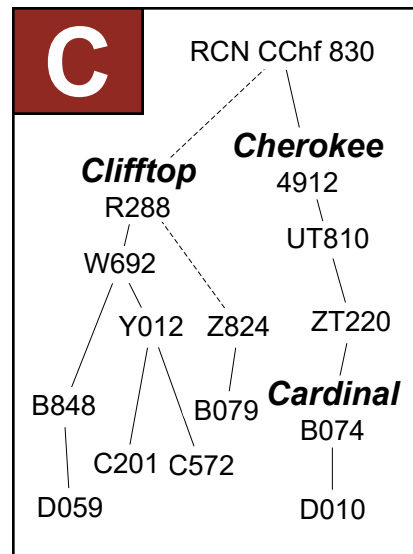 C
RCN CChf 830
Clifftop
R288
Cherokee
4912
W692
UT810
Y012
Z824
ZT220
B848
B079
Cardinal
B074
C201
C572
D059
D010